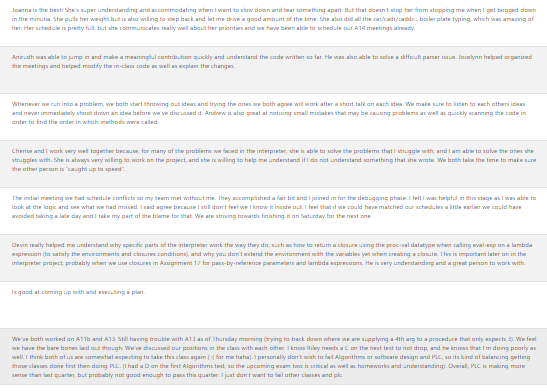 Joanna is the best! She's super understanding and accommodating when I want to slow down and tear something apart. But that doesn't stop her from stopping me when I get bogged down
in the minutia. She pulls her weight but is also willing to step back and let me drive a good amount of time. She also did all the car/cadr/caddr... boiler plate typing, which was amazing of
her. Her schedule is pretty full, but she communicates really well about her priorities and we have been able to schedule our A14 meetings already.
Aniruth was able to jump in and make a meaningful contribution quickly and understand the code written so far. He was also able to solve a difficult parser issue. Jocelynn helped organized
the meetings and helped modify the in-class code as well as explain the changes.
Whenever we run into a problem, we both start throwing out ideas and trying the ones we both agree will work after a short talk on each idea. We make sure to listen to each others ideas
and never immediately shoot down an idea before we've discussed it. Andrew is also great at noticing small mistakes that may be causing problems as well as quickly scanning the code in
order to find the order in which methods were called.
Cherise and I work very well together because, for many of the problems we faced in the interpreter, she is able to solve the problems that I struggle with, and I am able to solve the ones she
struggles with. She is always very willing to work on the project, and she is willing to help me understand if I do not understand something that she wrote. We both take the time to make sure
the other person is "caught up to speed".
The initial meeting we had schedule conflicts so my team met without me. They accomplished a fair bit and I joined in for the debugging phase. I felt I was helpful in this stage as I was able to
look at the logic and see what we had missed. I said agree because I still don't feel we I know it inside out. I feel that if we could have matched our schedules a little earlier we could have
avoided taking a late day and I take my part of the blame for that. We are striving towards finishing it on Saturday for the next one
Devin really helped me understand why specific parts of the interpreter work the way they do, such as how to return a closure using the proc-val datatype when calling eval-exp on a lambda
expression (to satisfy the environments and closures conditions), and why you don't extend the environment with the variables yet when creating a closure. This is important later on in the
interpreter project, probably when we use closures in Assignment 17 for pass-by-reference parameters and lambda expressions. He is very understanding and a great person to work with.
Is good at coming up with and executing a plan.
We've both worked on A11b and A13. Still having trouble with A13 as of Thursday morning (trying to track down where we are supplying a 4th arg to a procedure that only expects 3). We feel
we have the bare bones laid out though. We've discussed our positions in the class with each other. I know Riley needs a C on the next test to not drop, and he knows that I'm doing poorly as
well. I think both of us are somewhat expecting to take this class again ( :( for me haha). I personally don't wish to fail Algorithms or software design and PLC, so its kind of balancing getting
those classes done first then doing PLC. (I had a D on the first Algorithms test, so the upcoming exam two is critical as well as homeworks and understanding). Overall, PLC is making more
sense than last quarter, but probably not good enough to pass this quarter. I just don't want to fail other classes and plc.